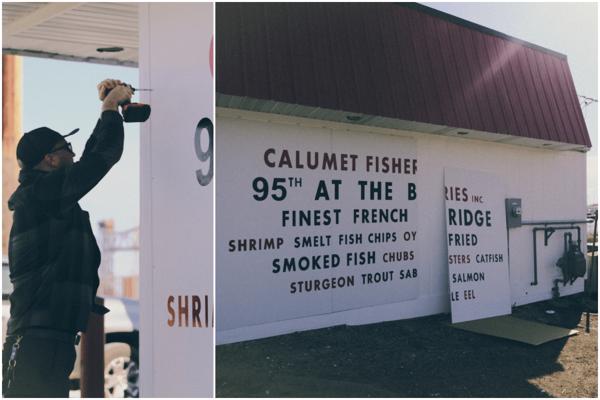 9
SHRI
CALUMET FISHER
95TH AT THE B
FINEST FRENCH
SHRIMP SMELT FISH CHIPS OY
SMOKED FISH CHUBS
STURGEON TROUT SAB
RIES INC.
RIDGE
FRIED
STERS CATFISH
SALMON
LE EEL